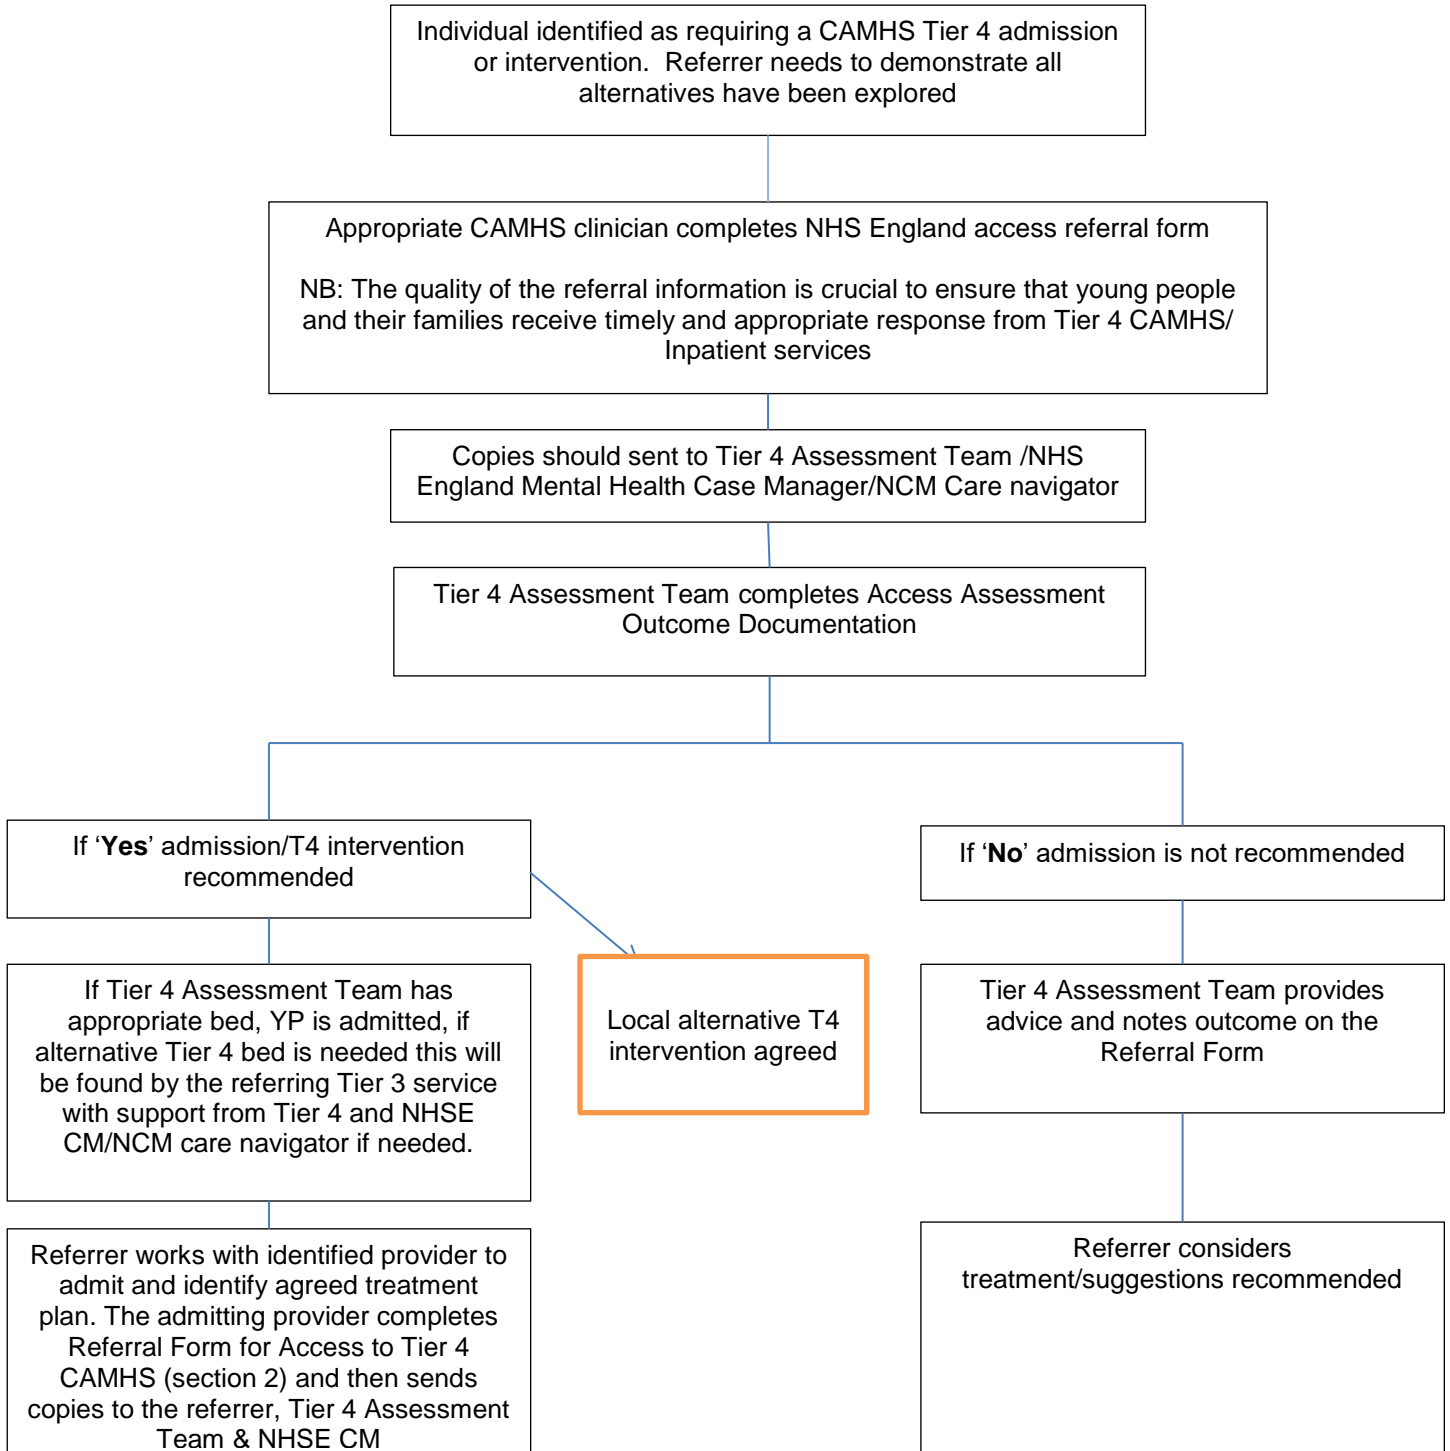 Individual identified as requiring a CAMHS Tier 4 admission
or intervention.  Referrer needs to demonstrate all
alternatives have been explored
Appropriate CAMHS clinician completes NHS England access referral form
NB: The quality of the referral information is crucial to ensure that young people
and their families receive timely and appropriate response from Tier 4 CAMHS/
Inpatient services
Copies should sent to Tier 4 Assessment Team /NHS
England Mental Health Case Manager/NCM Care navigator
Tier 4 Assessment Team completes Access Assessment
Outcome Documentation
If ‘Yes’ admission/T4 intervention
recommended
If ‘No’ admission is not recommended
If Tier 4 Assessment Team has
appropriate bed, YP is admitted, if
alternative Tier 4 bed is needed this will
be found by the referring Tier 3 service
with support from Tier 4 and NHSE
CM/NCM care navigator if needed.
Local alternative T4
intervention agreed
Tier 4 Assessment Team provides
advice and notes outcome on the
Referral Form
Referrer works with identified provider to
admit and identify agreed treatment
plan. The admitting provider completes
Referral Form for Access to Tier 4
CAMHS (section 2) and then sends
copies to the referrer, Tier 4 Assessment
Team & NHSE CM
Referrer considers
treatment/suggestions recommended